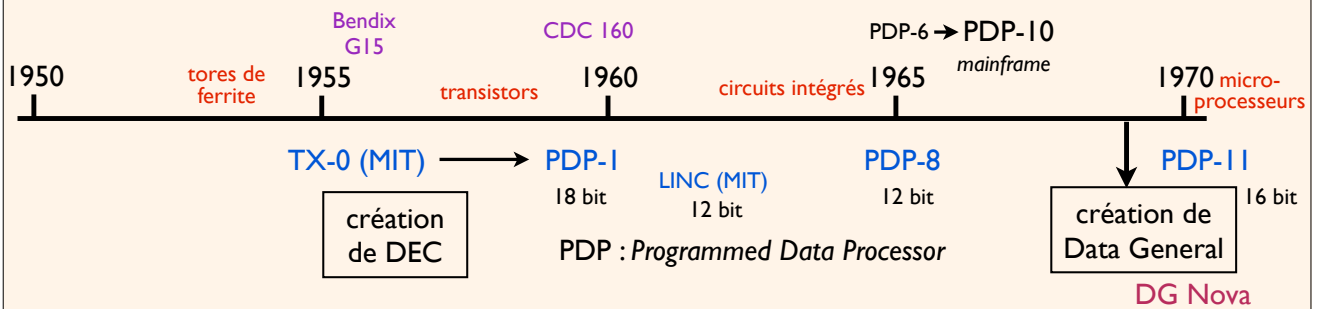 Bendix
G15
CDC 160
PDP-6 → PDP-10
mainframe
1950
tores de
ferrite
1955
transistors
1960
circuits intégrés
1965
1970
micro-
processeurs
TX-0 (MIT)
PDP-1
18 bit
LINC (MIT)
12 bit
PDP-8
12 bit
PDP-11
16 bit
création
de DEC
PDP : Programmed Data Processor
création de
Data General
DG Nova